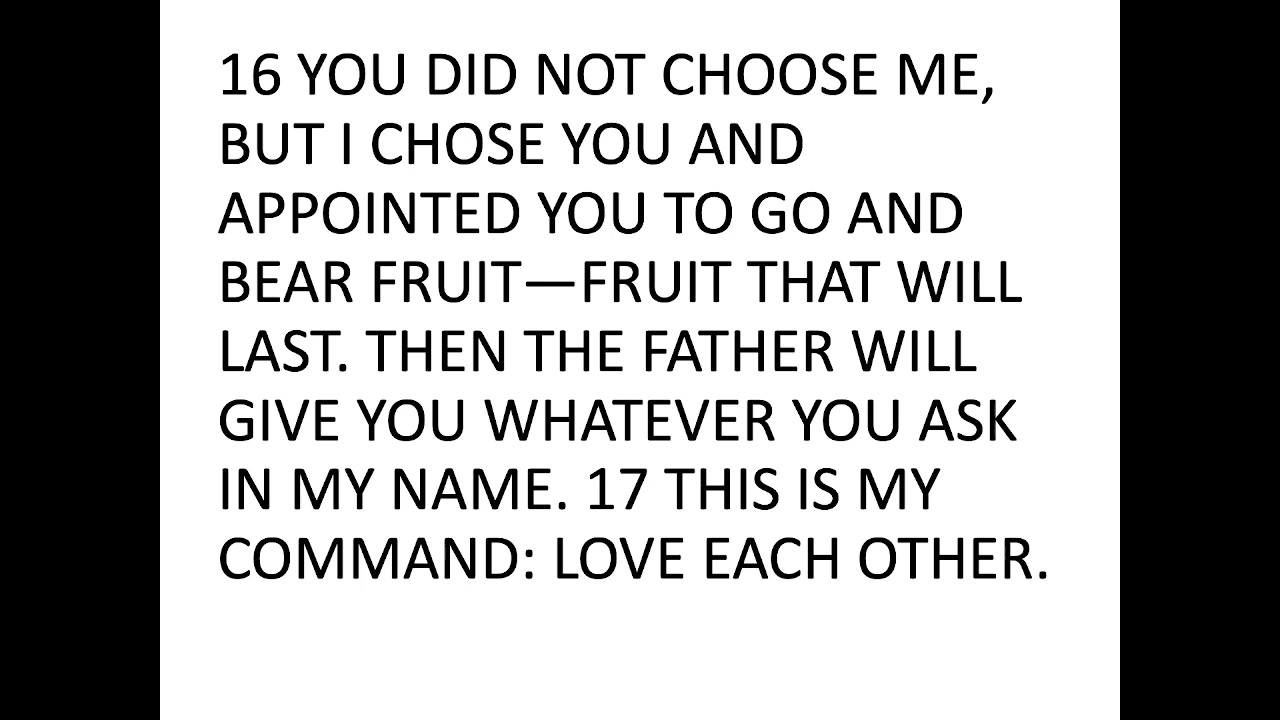 16 YOU DID NOT CHOOSE ME,
BUT I CHOSE YOU AND
APPOINTED YOU TO GO AND
BEAR FRUIT—FRUIT THAT WILL
LAST. THEN THE FATHER WILL
GIVE YOU WHATEVER YOU ASK
IN MY NAME. 17 THIS IS MY
COMMAND: LOVE EACH OTHER.